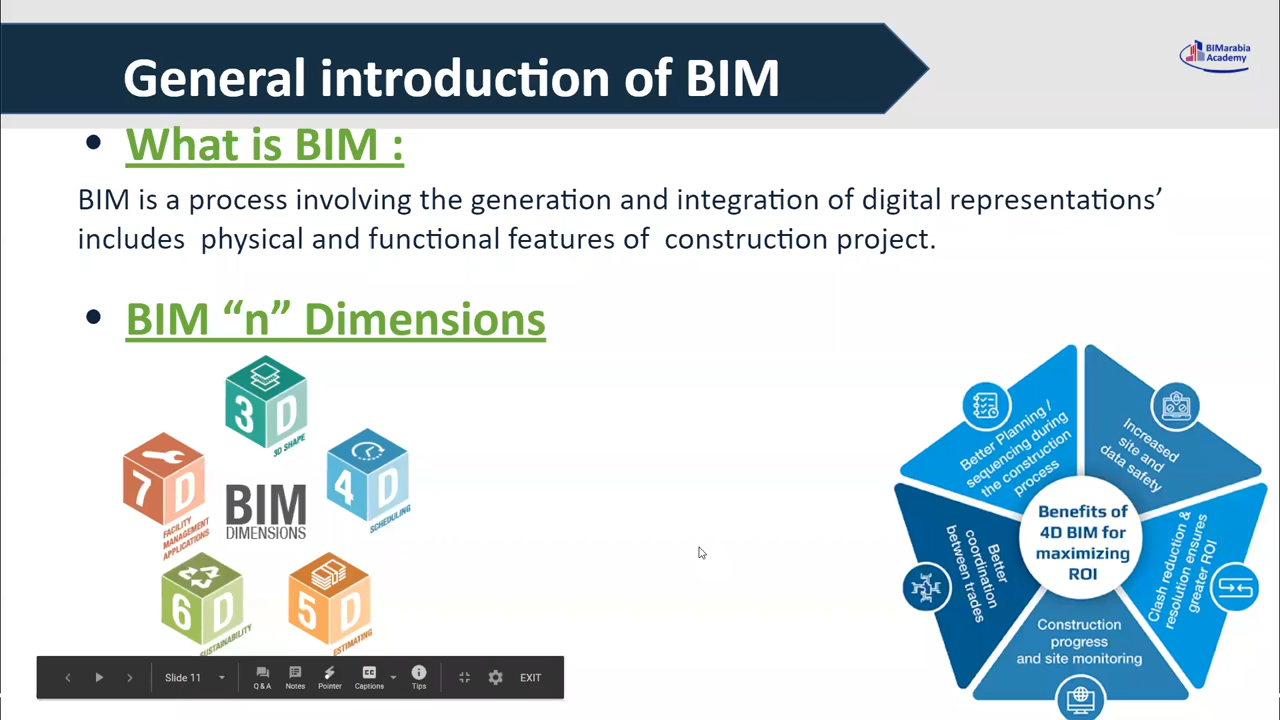 General introduction of BIM
BIMarabia
Academy
• What is BIM :
BIM is a process involving the generation and integration of digital representations’
includes physical and functional features of construction project.
• BIM “n” Dimensions
3D
3D SHAPE
7D
FACILITY
MANAGEMENT
APPLICATIONS
BIM
DIMENSIONS
4D
SCHEDULING
6D
SUSTAINABILITY
5D
ESTIMATING
Better Planning /
sequencing during
the construction
process
Increased
site and
data safety
Benefits of
4D BIM for
maximizing
ROI
Better
coordination
between trades
Clash reduction &
resolution ensures
greater ROI
Construction
progress
and site monitoring
Slide 11
Q & A
Notes
Pointer
CC
Captions
Tips
EXIT